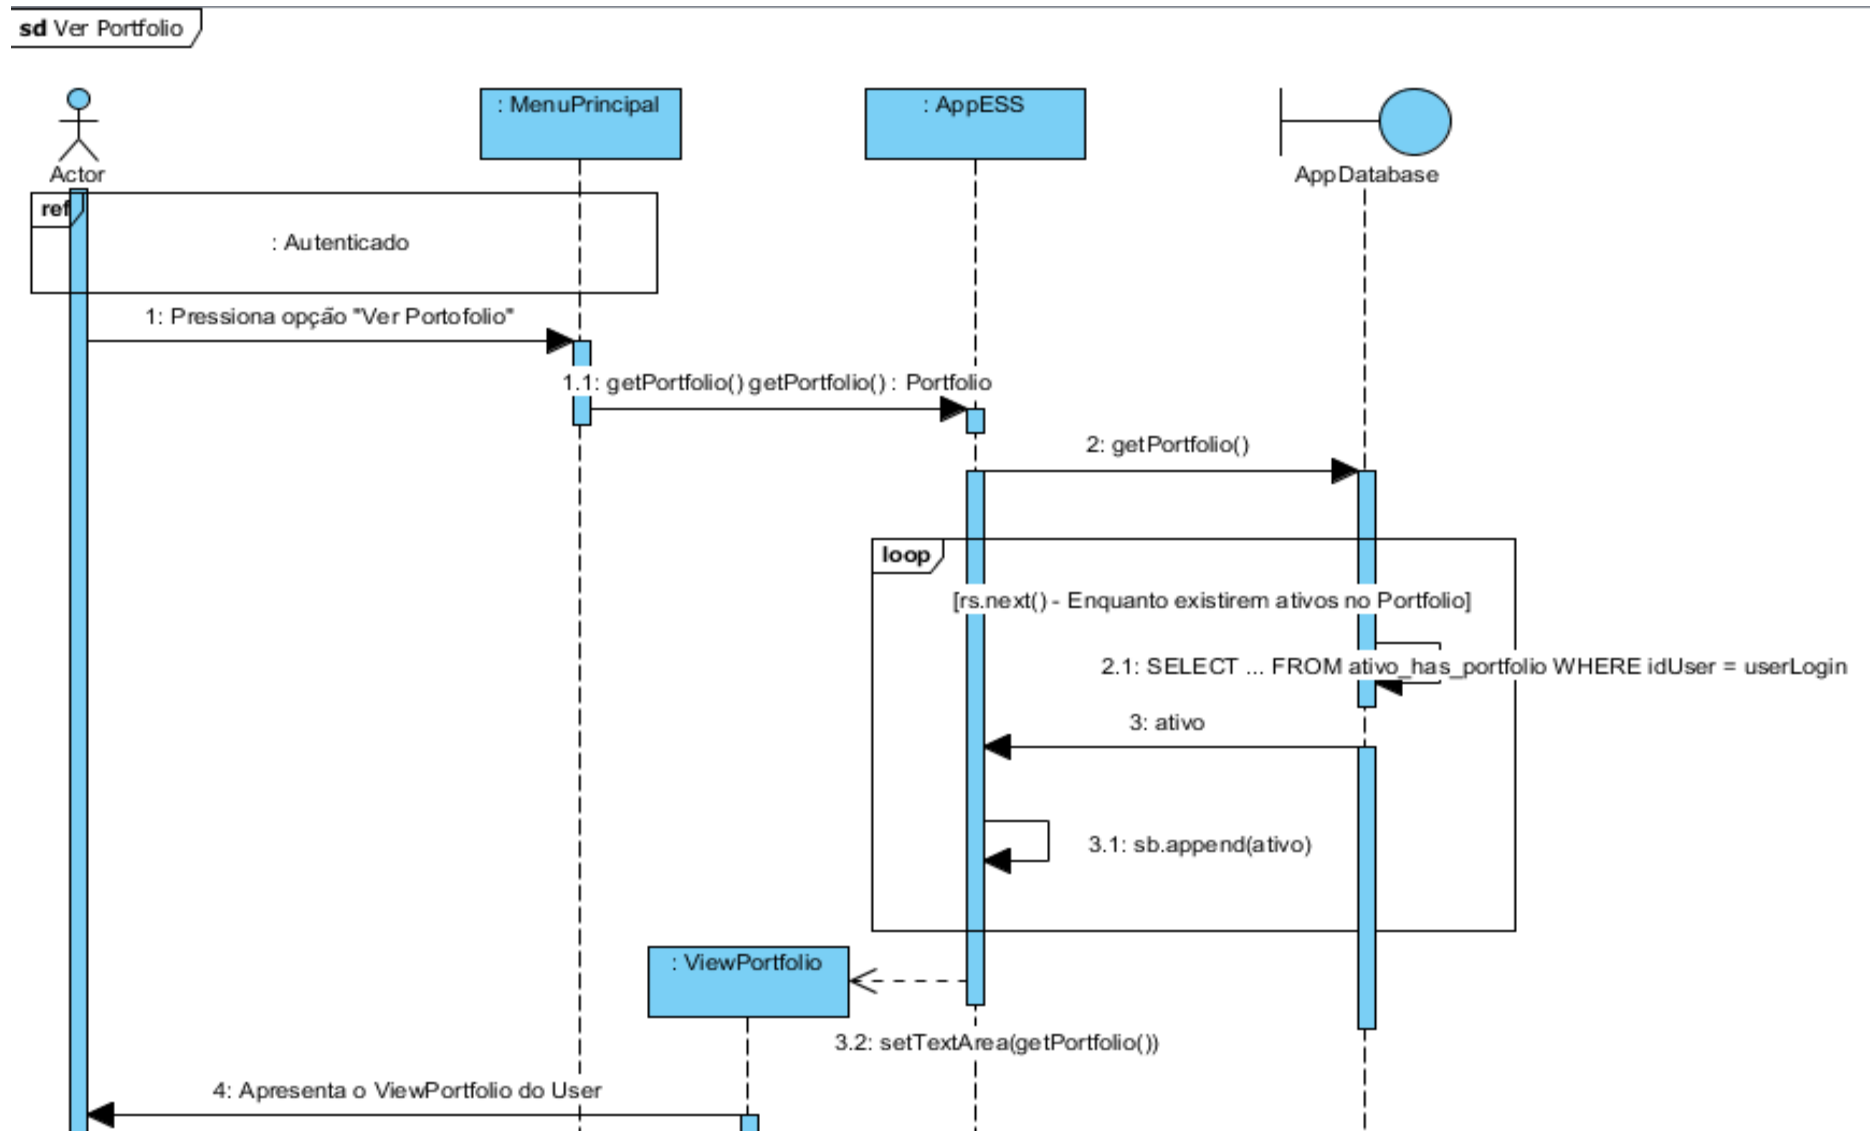 sd Ver Portfolio
: MenuPrincipal
: AppESS
Actor
AppDatabase
ref
: Autenticado
1: Pressiona opção "Ver Portofolio"
1.1: getPortfolio() getPortfolio() : Portfolio
2: getPortfolio()
loop
[rs.next() - Enquanto existirem ativos no Portfolio]
2.1: SELECT ... FROM ativo_has_portfolio WHERE idUser = userLogin
3: ativo
3.1: sb.append(ativo)
: ViewPortfolio
3.2: setTextArea(getPortfolio())
4: Apresenta o ViewPortfolio do User